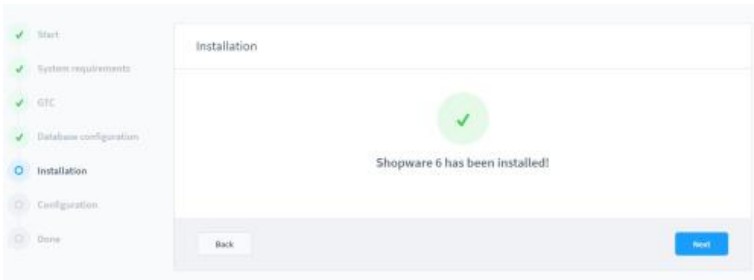 Start
System requirements
GTC
Database configuration
Installation
Configuration
Done
Installation
Shopware 6 has been installed!
Back
Next